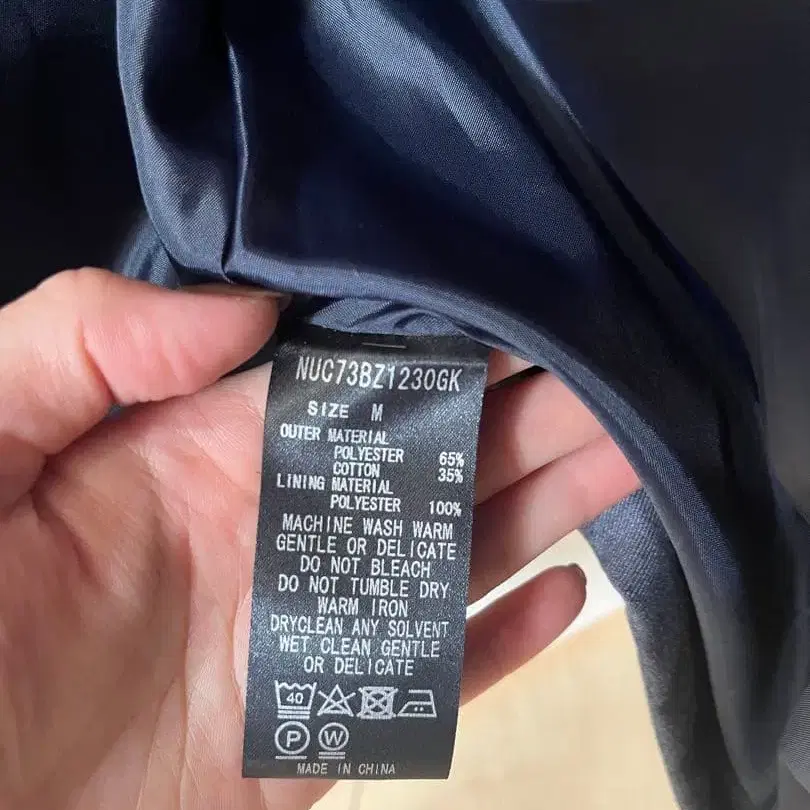 NUC73BZ1230GK
SIZE M
OUTER MATERIAL
POLYESTER 65%
COTTON 35%
LINING MATERIAL
POLYESTER 100%
MACHINE WASH WARM
GENTLE OR DELICATE
DO NOT BLEACH
DO NOT TUMBLE DRY
WARM IRON
DRYCLEAN ANY SOLVENT
WET CLEAN GENTLE
OR DELICATE
40
P W
MADE IN CHINA